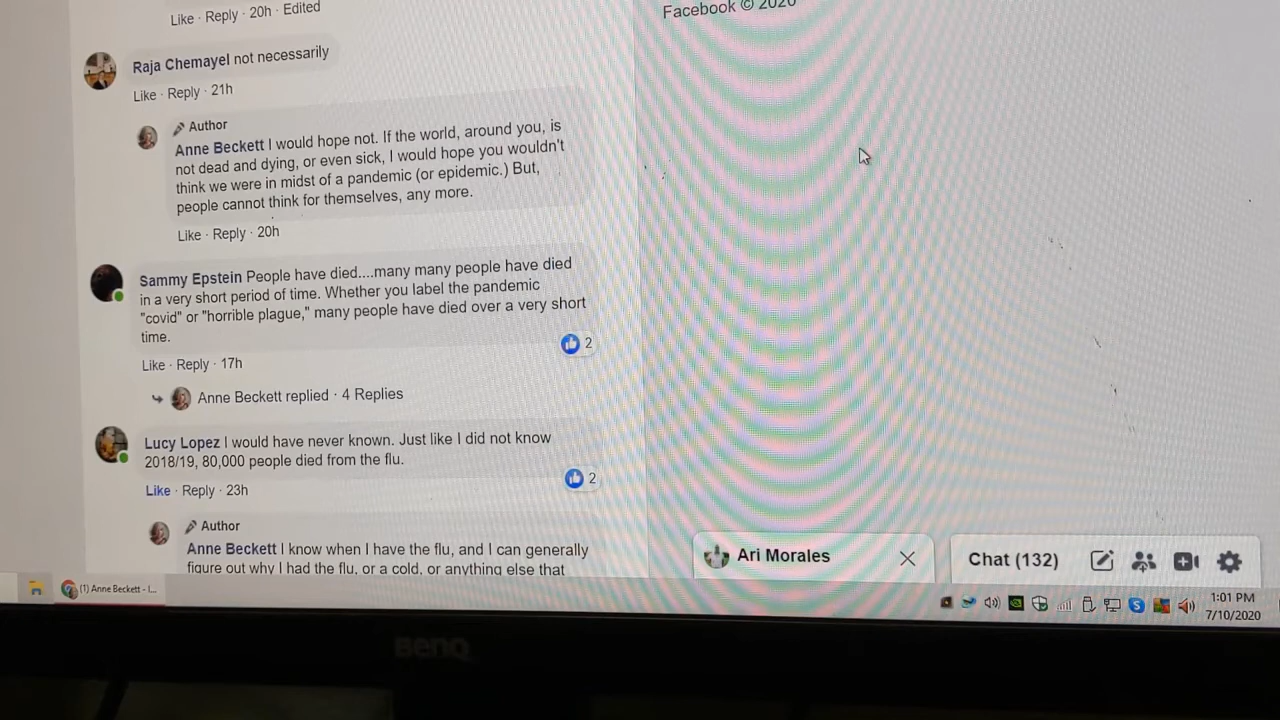 Like · Reply · 20h · Edited
Facebook © 2020
Raja Chemayel not necessarily
Like · Reply · 21h
Author
Anne Beckett I would hope not. If the world, around you, is
not dead and dying, or even sick, I would hope you wouldn't
think we were in midst of a pandemic (or epidemic.) But,
people cannot think for themselves, any more.
Like · Reply · 20h
Sammy Epstein People have died....many many people have died
in a very short period of time. Whether you label the pandemic
"covid" or "horrible plague," many people have died over a very short
time.
2
Like · Reply · 17h
Anne Beckett replied · 4 Replies
Lucy Lopez I would have never known. Just like I did not know
2018/19, 80,000 people died from the flu.
2
Like · Reply · 23h
Author
Anne Beckett I know when I have the flu, and I can generally
figure out why I had the flu, or a cold, or anything else that
Ari Morales
Chat (132)
(1) Anne Beckett - I...
1:01 PM
7/10/2020
BenQ